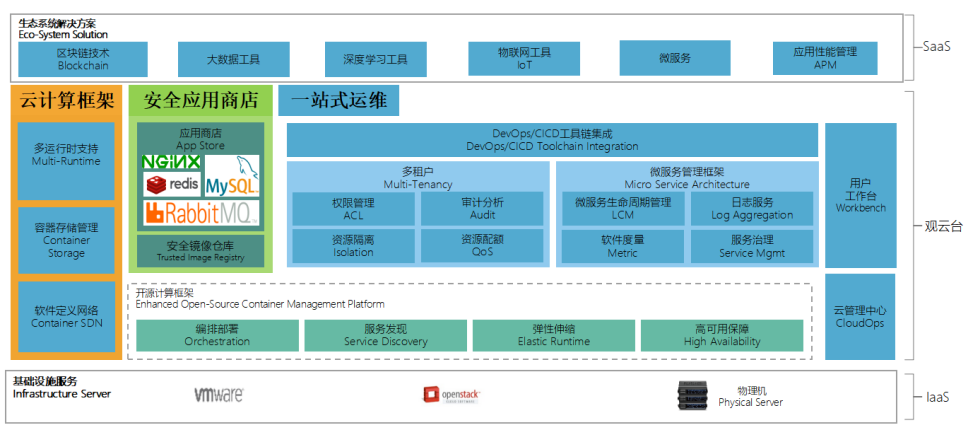 生态系统解决方案
Eco-System Solution
区块链技术
Blockchain
大数据工具
深度学习工具
物联网工具
IoT
微服务
应用性能管理
APM
SaaS
云计算框架
安全应用商店
一站式运维
多运行时支持
Multi-Runtime
容器存储管理
Container
Storage
软件定义网络
Container SDN
应用商店
App Store
NGINX
redis
MySQL
RabbitMQ
安全镜像仓库
Trusted Image Registry
DevOps/CICD工具链集成
DevOps/CICD Toolchain Integration
多租户
Multi-Tenancy
权限管理
ACL
审计分析
Audit
资源隔离
Isolation
资源配额
QoS
微服务管理框架
Micro Service Architecture
微服务生命周期管理
LCM
日志服务
Log Aggregation
软件度量
Metric
服务治理
Service Mgmt
用户
工作台
Workbench
观云台
开源计算框架
Enhanced Open-Source Container Management Platform
编排部署
Orchestration
服务发现
Service Discovery
弹性伸缩
Elastic Runtime
高可用保障
High Availability
云管理中心
CloudOps
基础设施服务
Infrastructure Server
vmware
openstack
物理机
Physical Server
IaaS